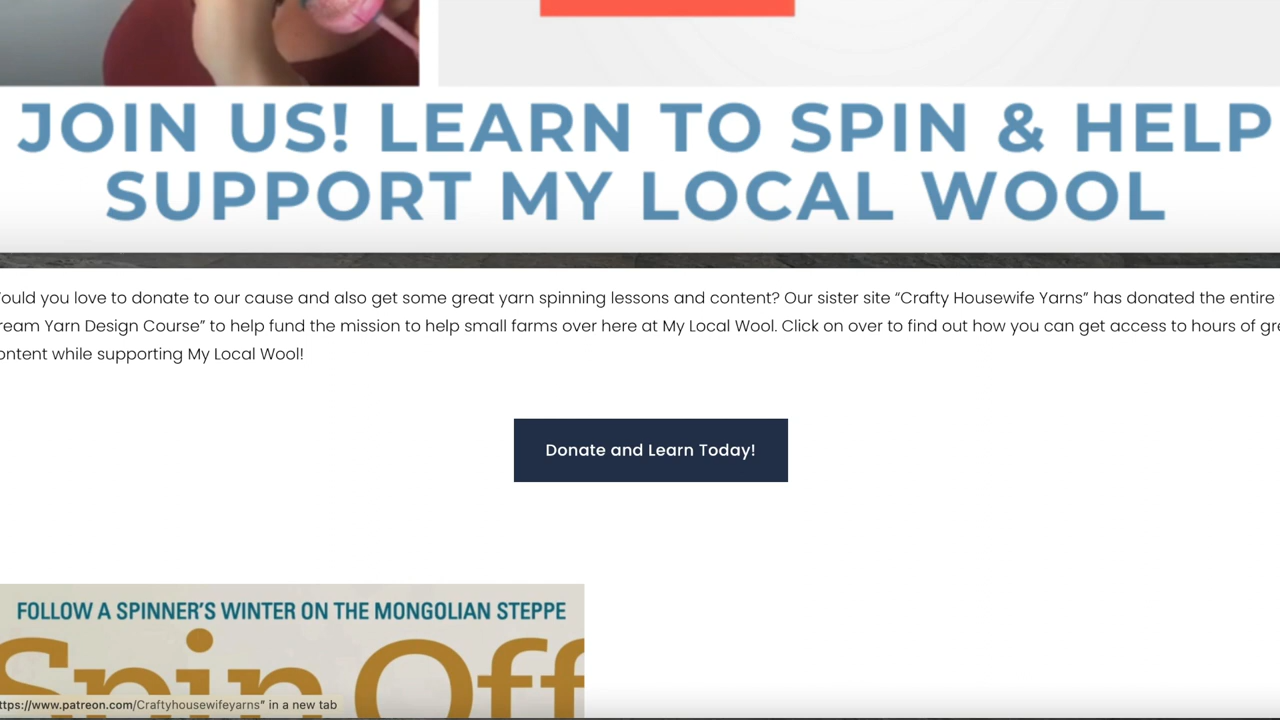 JOIN US! LEARN TO SPIN & HELP
SUPPORT MY LOCAL WOOL
ould you love to donate to our cause and also get some great yarn spinning lessons and content? Our sister site “Crafty Housewife Yarns” has donated the entire
ream Yarn Design Course” to help fund the mission to help small farms over here at My Local Wool. Click on over to find out how you can get access to hours of gre
ontent while supporting My Local Wool!
Donate and Learn Today!
FOLLOW A SPINNER’S WINTER ON THE MONGOLIAN STEPPE
Spin Off
ttps://www.patreon.com/Craftyhousewifeyarns” in a new tab